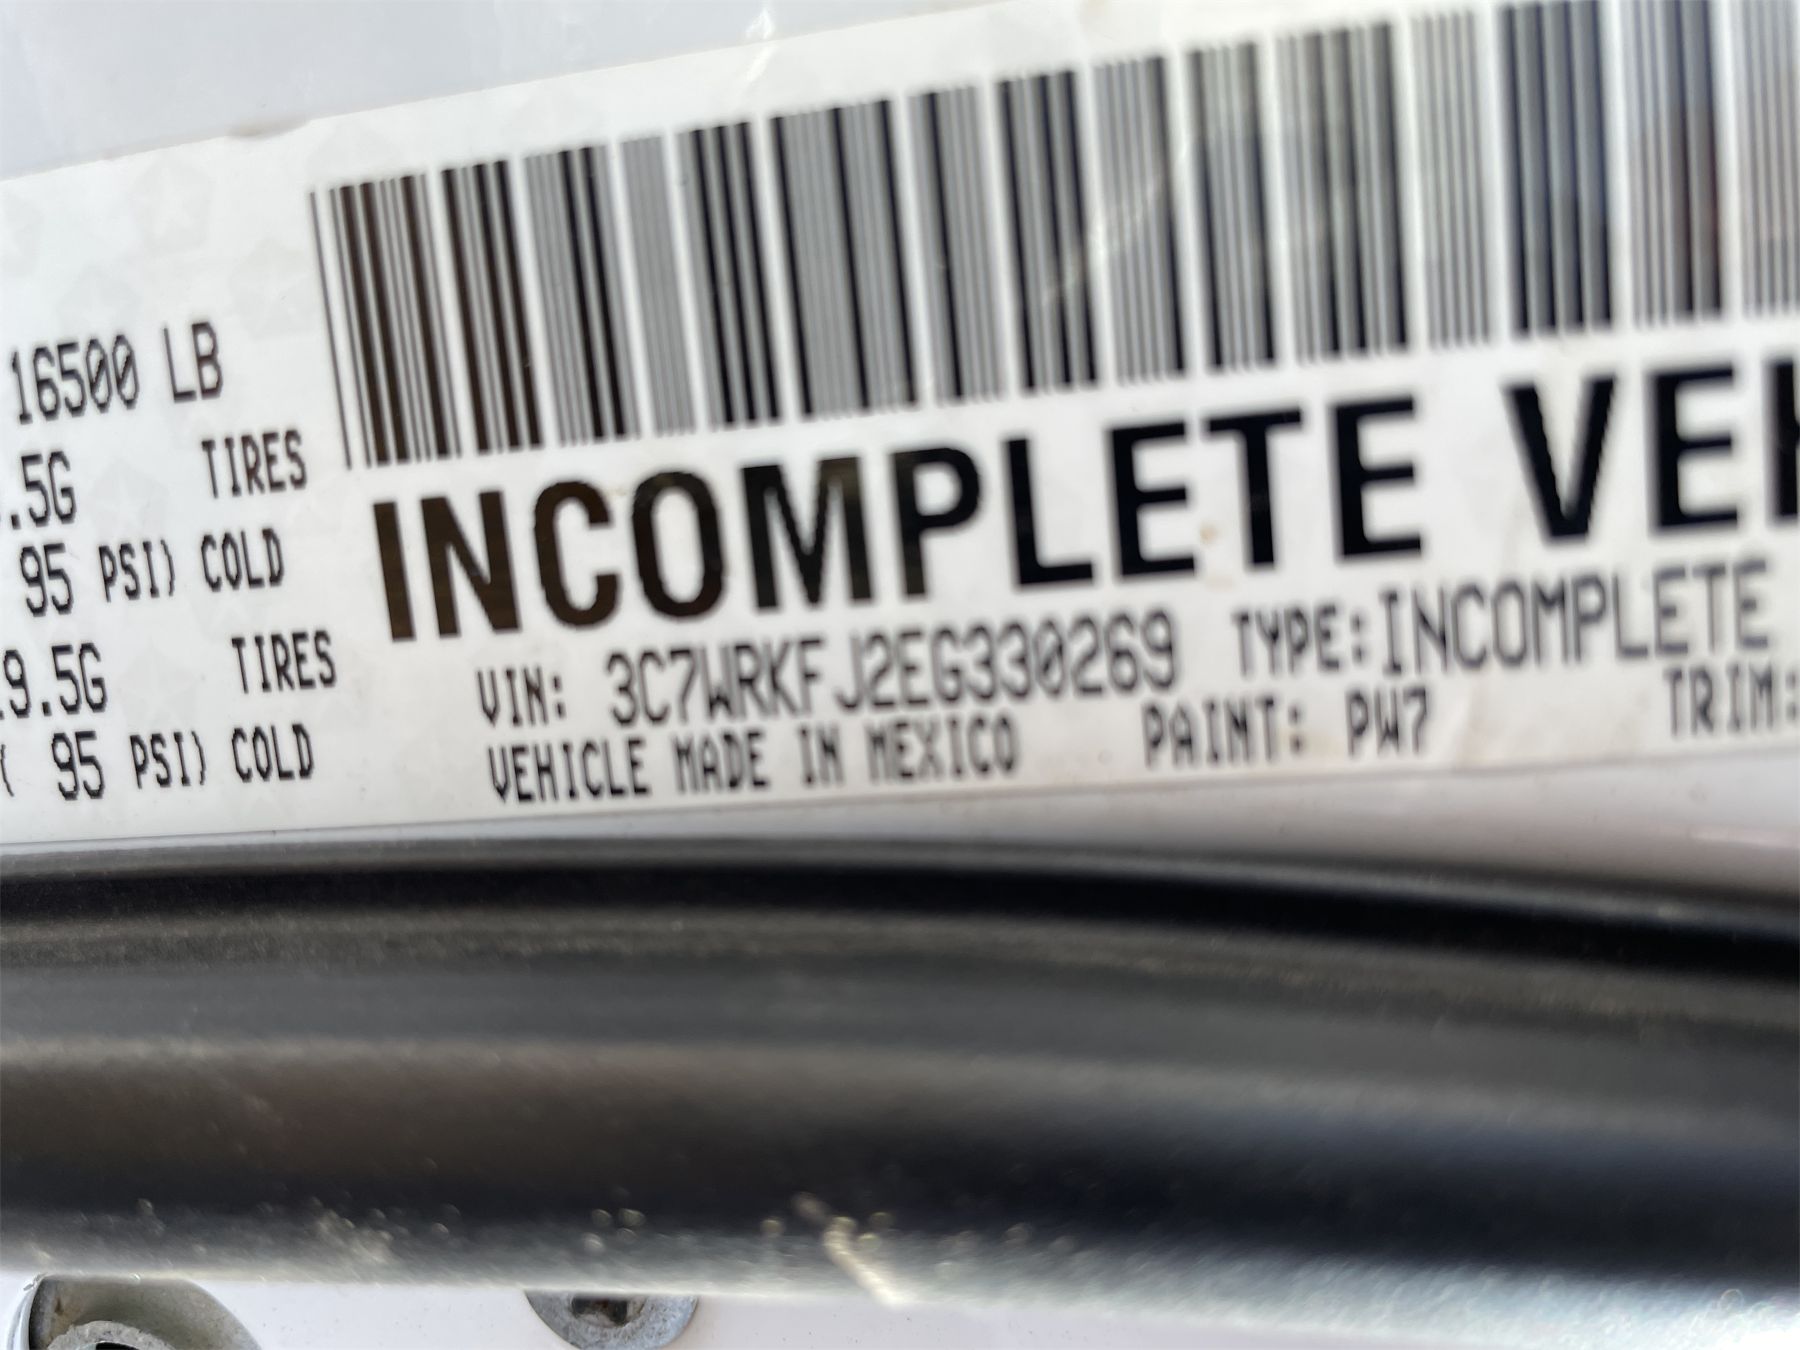 16500 LB
.5G TIRES
95 PSI) COLD
9.5G TIRES
( 95 PSI) COLD
INCOMPLETE VEH
VIN: 3C7WRKFJ2EG330269 TYPE: INCOMPLETE
VEHICLE MADE IN MEXICO PAINT: PW7 TRIM: